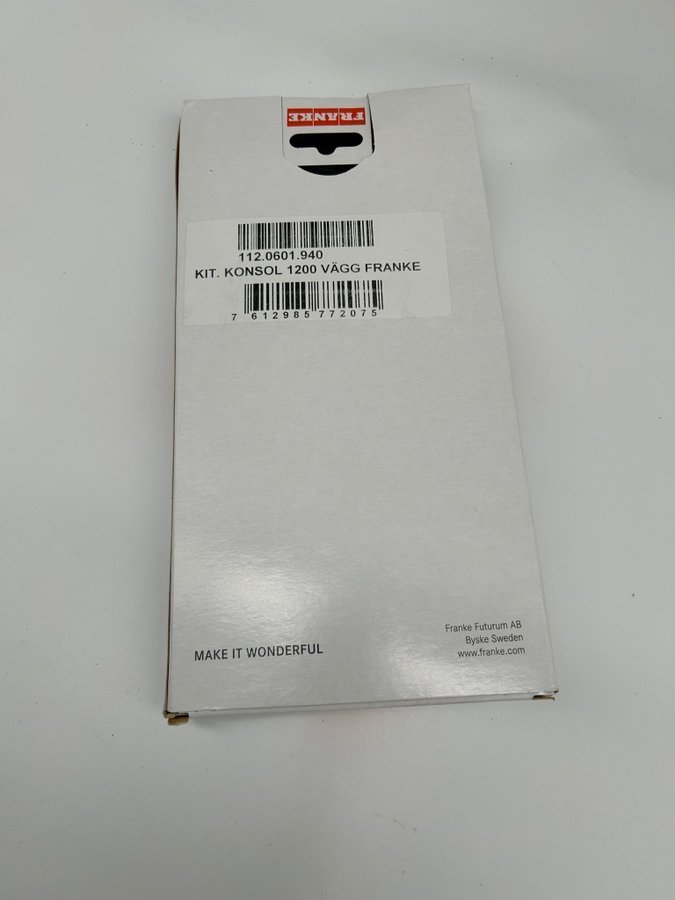 FRANKE
112.0601.940
KIT. KONSOL 1200 VÄGG FRANKE
7 612985 772075
MAKE IT WONDERFUL
Franke Futurum AB
Byske Sweden
www.franke.com